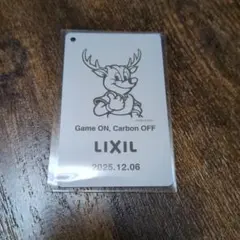 Game ON, Carbon OFF
LIXIL
2025.12.06